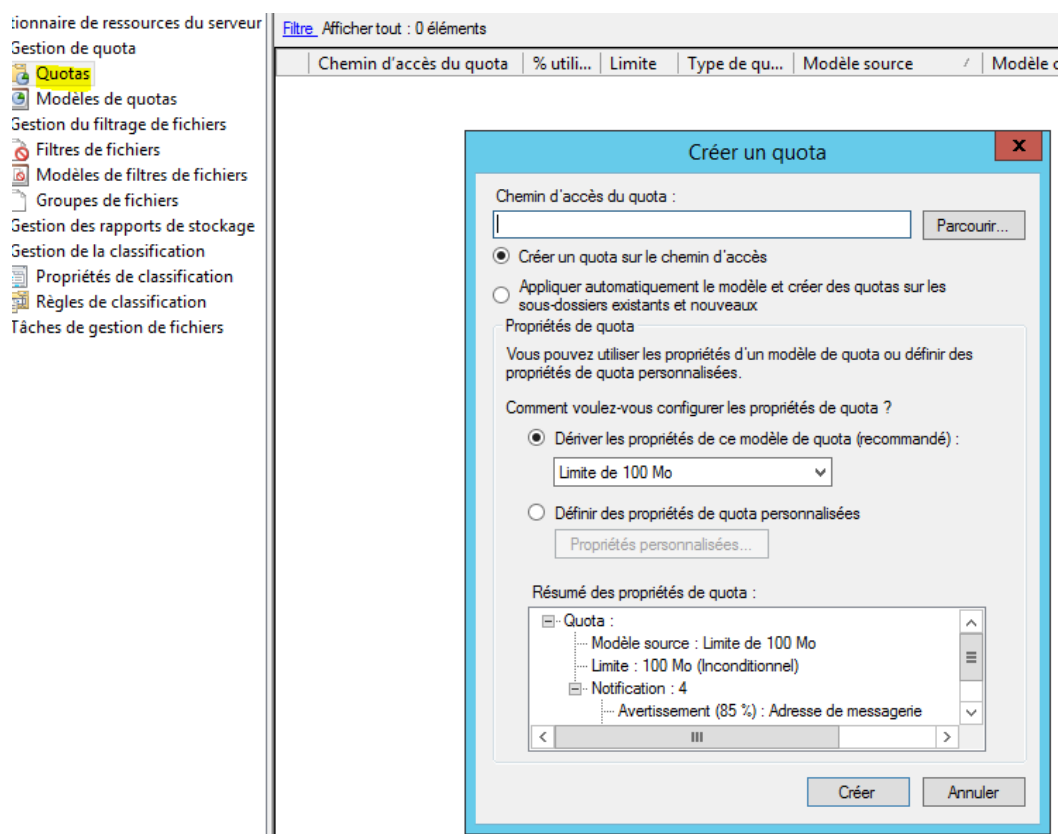 tionnaire de ressources du serveur
Gestion de quota
Quotas
Modèles de quotas
Gestion du filtrage de fichiers
Filtres de fichiers
Modèles de filtres de fichiers
Groupes de fichiers
Gestion des rapports de stockage
Gestion de la classification
Propriétés de classification
Règles de classification
Tâches de gestion de fichiers
Filtre Afficher tout : 0 éléments
Chemin d'accès du quota % utili... Limite Type de qu... Modèle source Modèle c
Créer un quota
Chemin d'accès du quota :
Parcourir...
Créer un quota sur le chemin d'accès
Appliquer automatiquement le modèle et créer des quotas sur les
sous-dossiers existants et nouveaux
Propriétés de quota
Vous pouvez utiliser les propriétés d'un modèle de quota ou définir des
propriétés de quota personnalisées.
Comment voulez-vous configurer les propriétés de quota ?
Dériver les propriétés de ce modèle de quota (recommandé) :
Limite de 100 Mo
Définir des propriétés de quota personnalisées
Propriétés personnalisées...
Résumé des propriétés de quota :
Quota :
Modèle source : Limite de 100 Mo
Limite : 100 Mo (Inconditionnel)
Notification : 4
Avertissement (85 %) : Adresse de messagerie
Créer Annuler